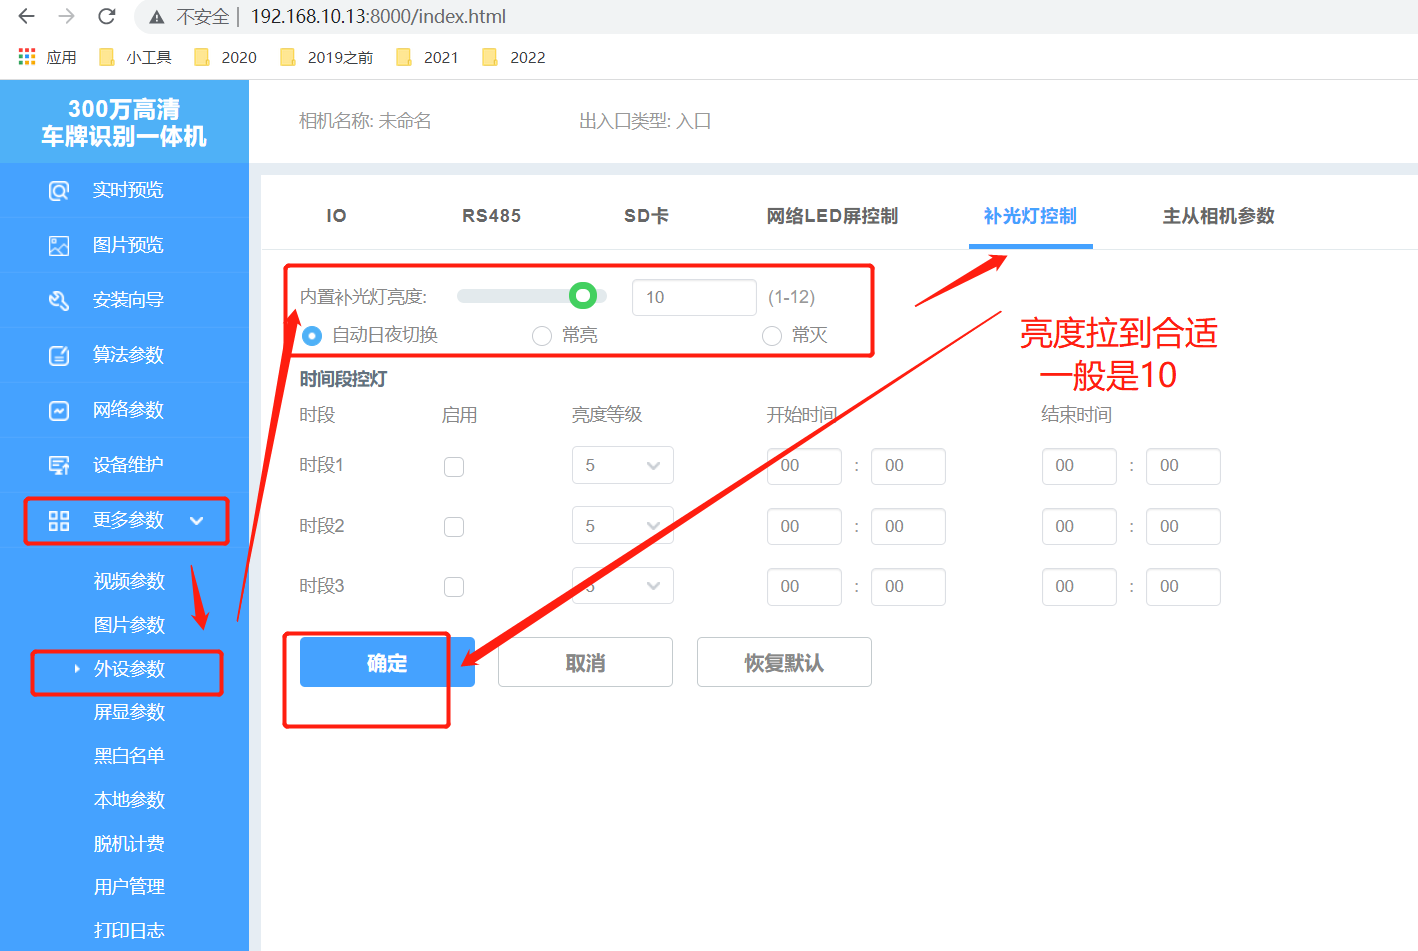 不安全 | 192.168.10.13:8000/index.html
应用 小工具 2020 2019之前 2021 2022
300万高清
车牌识别一体机
相机名称: 未命名 出入口类型: 入口
实时预览
图片预览
安装向导
算法参数
网络参数
设备维护
更多参数
视频参数
图片参数
外设参数
屏显参数
黑白名单
本地参数
脱机计费
用户管理
打印日志
IO RS485 SD卡 网络LED屏控制 补光灯控制 主从相机参数
内置补光灯亮度: 10 (1-12)
自动日夜切换 常亮 常灭
亮度拉到合适
一般是10
时间段控灯
时段 启用 亮度等级 开始时间 结束时间
时段1 5 00 : 00 00 : 00
时段2 5 00 : 00 00 : 00
时段3 5 00 : 00 00 : 00
确定 取消 恢复默认